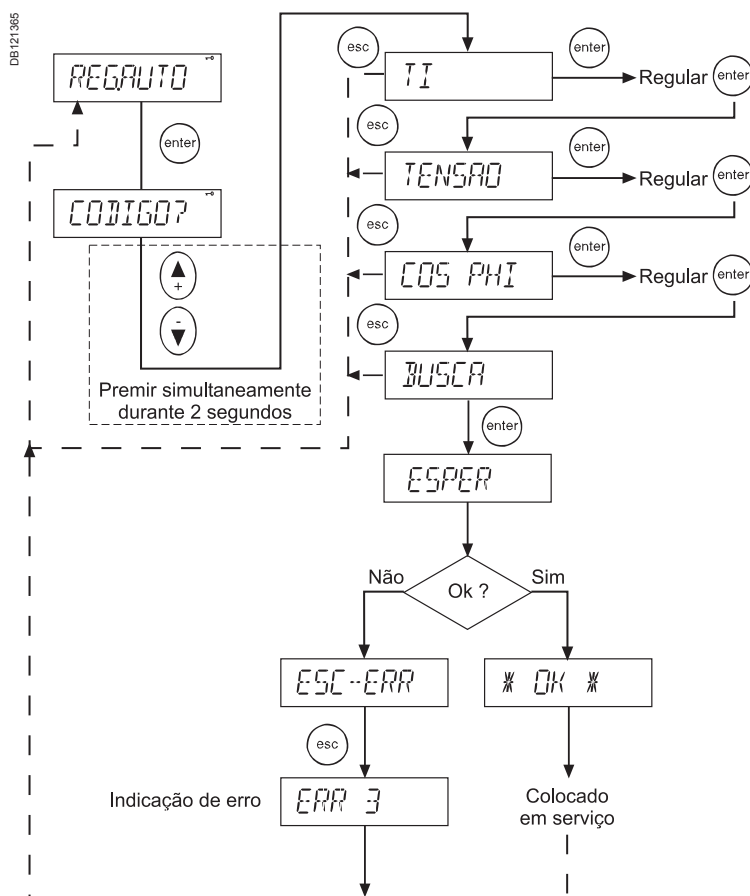 DB121365
REG.AUTO
enter
CODIGO?
+
-
Premir simultaneamente
durante 2 segundos
esc
TI
enter
Regular
enter
esc
TENSAO
enter
Regular
enter
esc
COS PHI
enter
Regular
enter
esc
BUSCA
enter
ESPER
Não
Ok ?
Sim
ESC--ERR
* OK *
esc
Indicação de erro
ERR 3
Colocado
em serviço